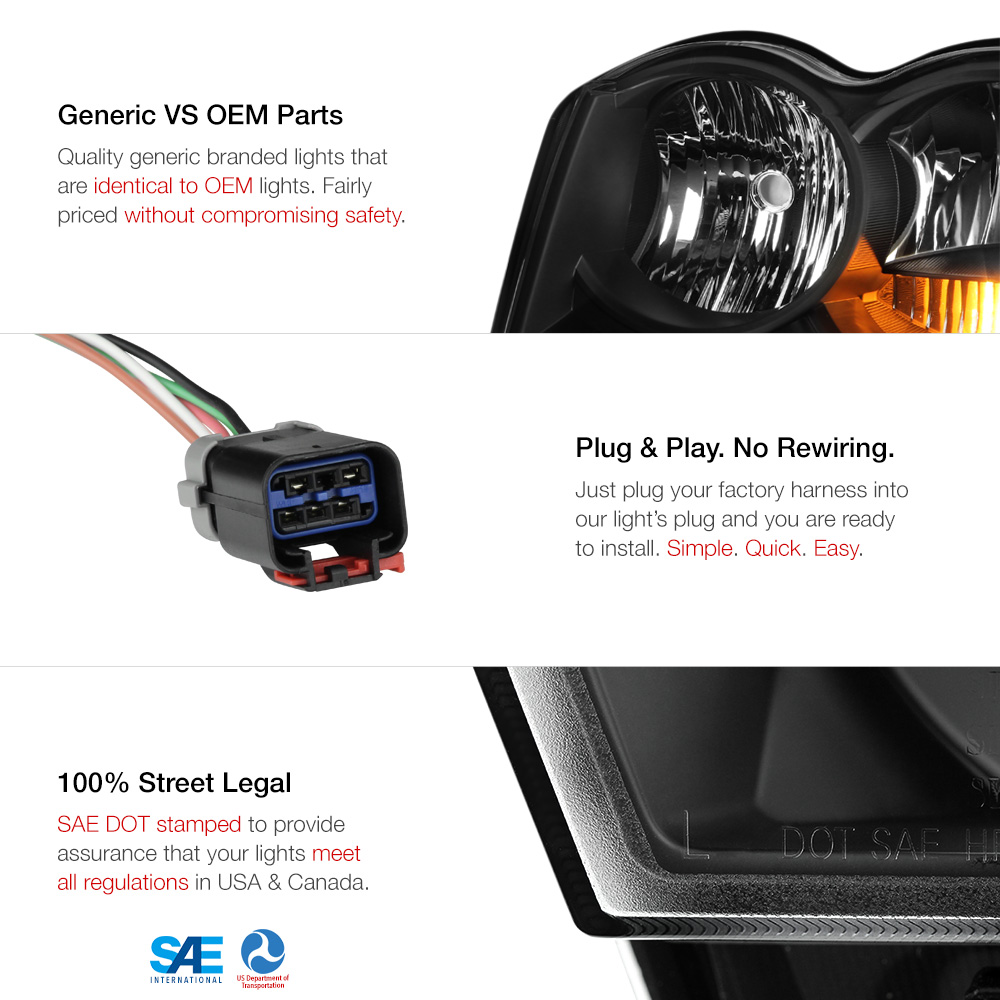 Generic VS OEM Parts
Quality generic branded lights that
are identical to OEM lights. Fairly
priced without compromising safety.
Plug & Play. No Rewiring.
Just plug your factory harness into
our light's plug and you are ready
to install. Simple. Quick. Easy.
100% Street Legal
SAE DOT stamped to provide
assurance that your lights meet
all regulations in USA & Canada.
L DOT SAE
SAE
INTERNATIONAL
US Department of
Transportation